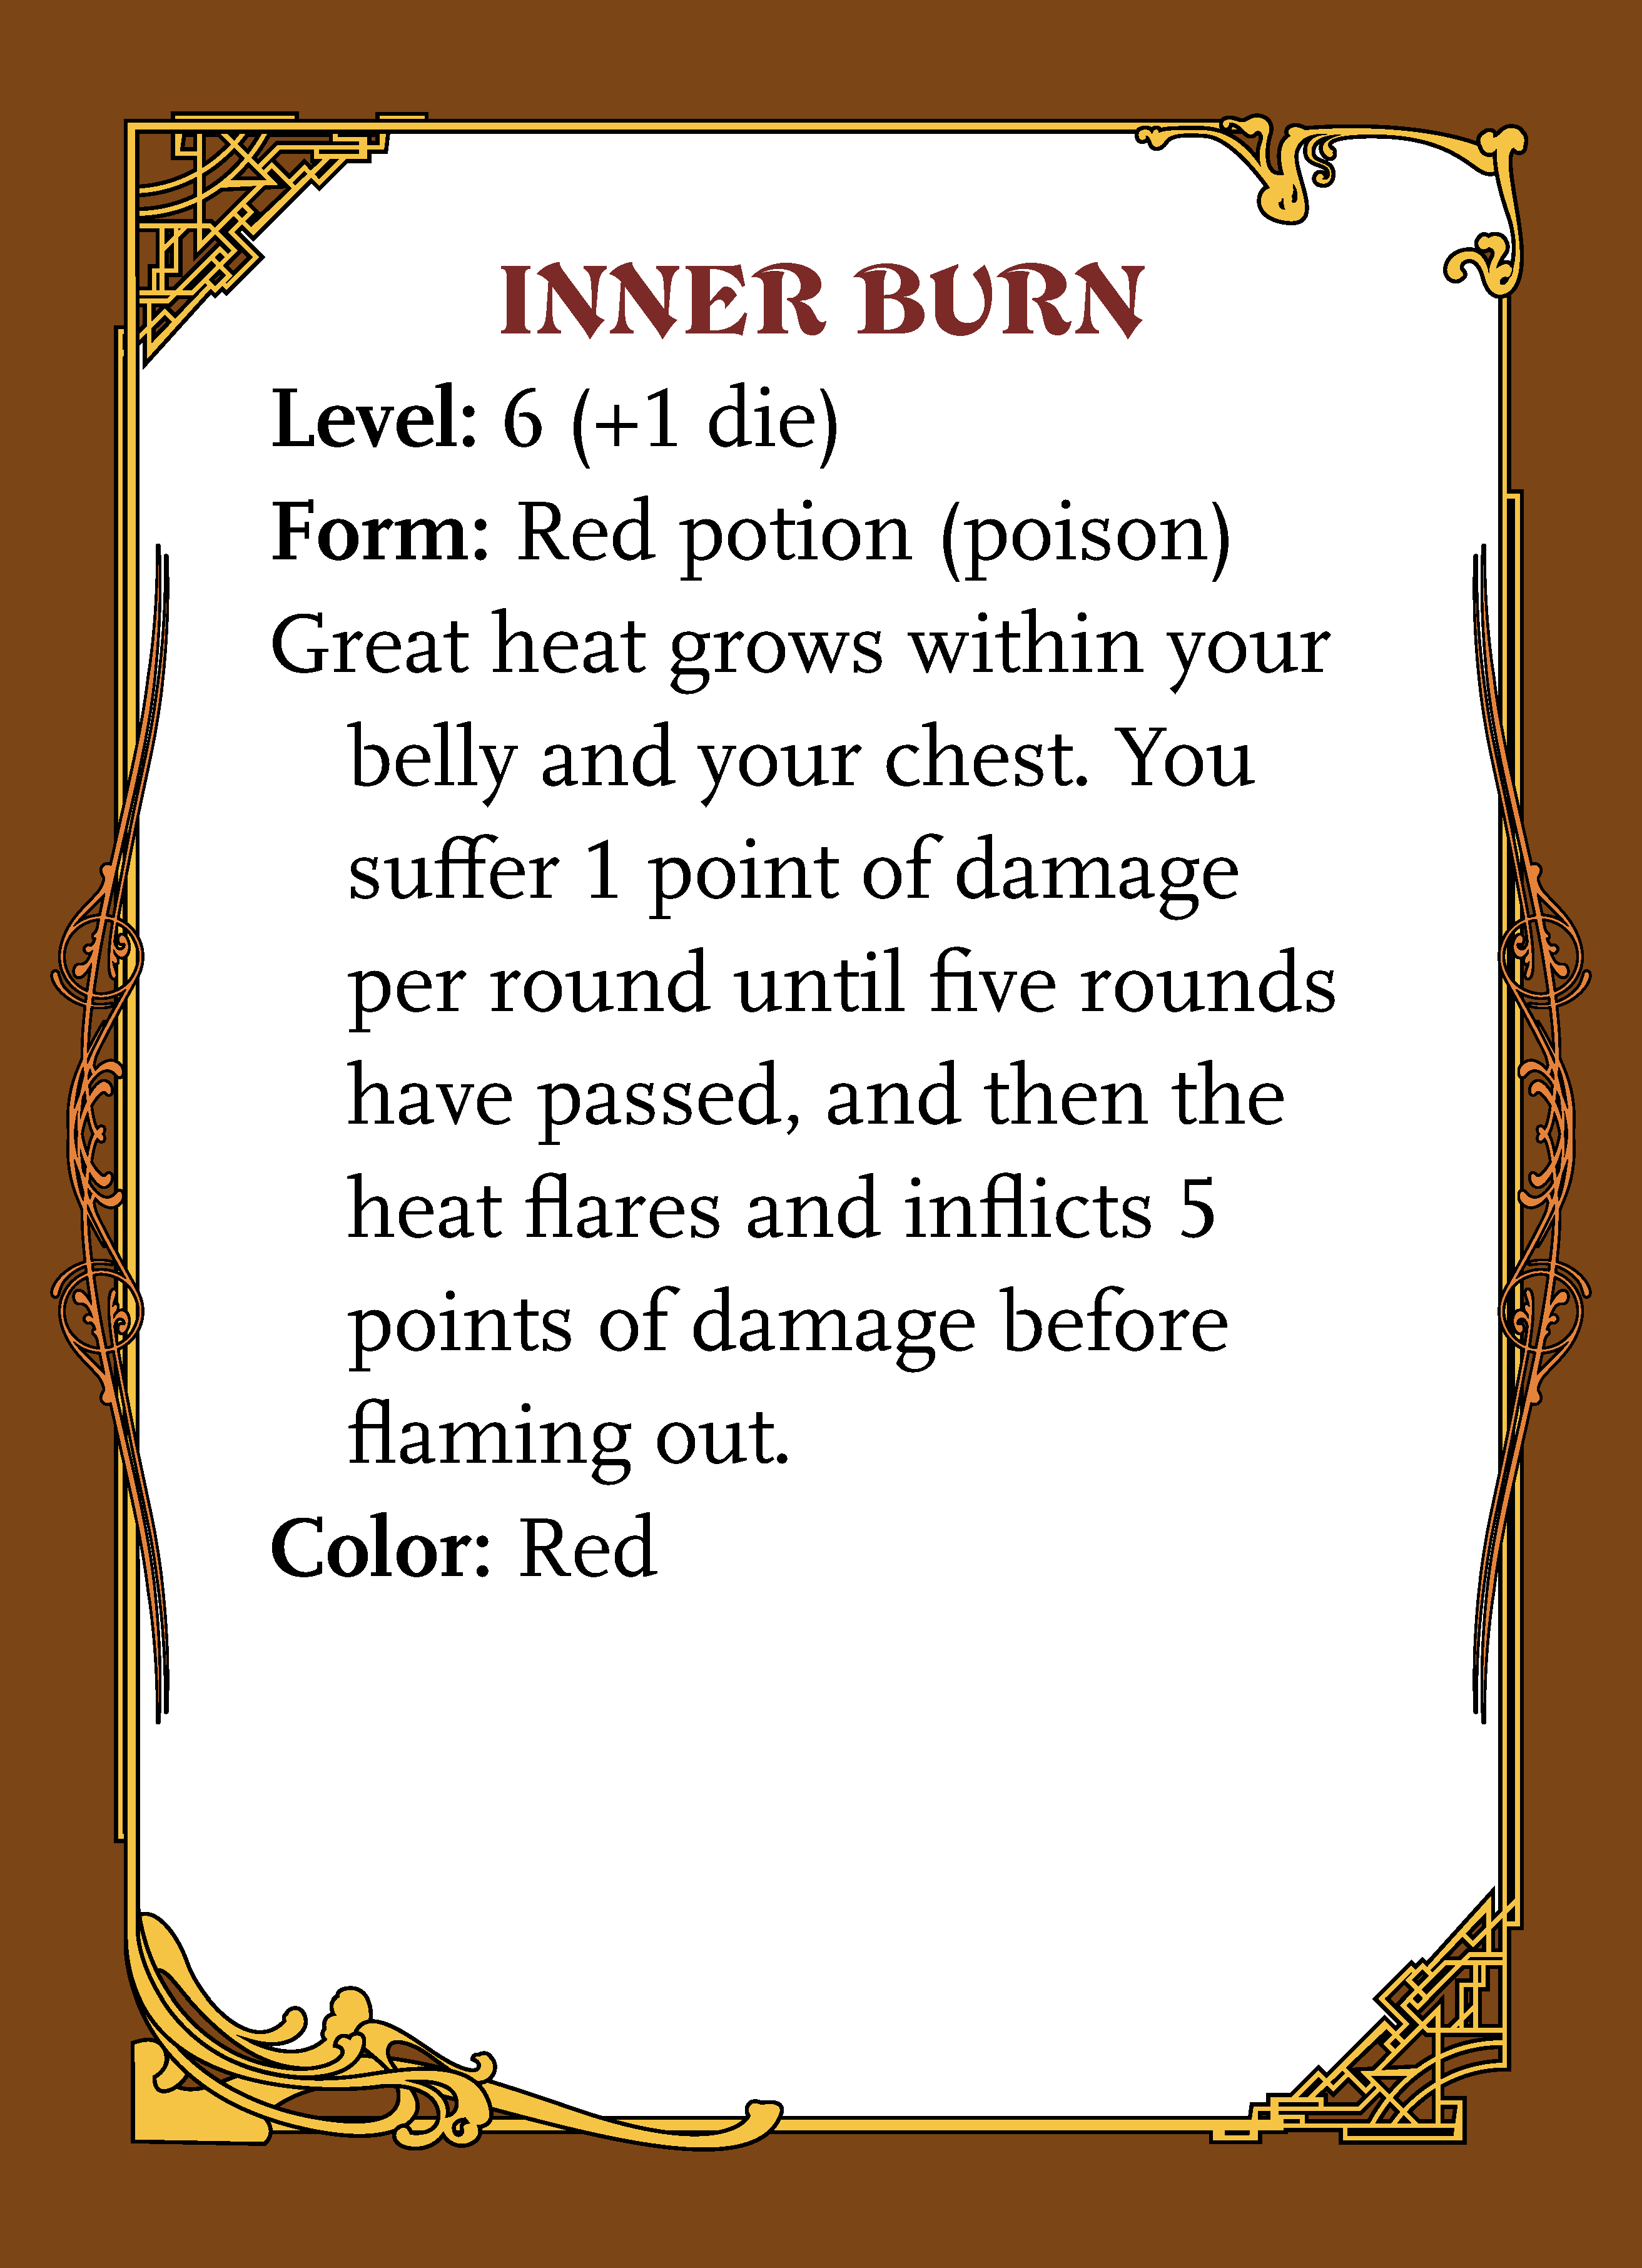 INNER BURN
Level: 6 (+1 die)
Form: Red potion (poison)
Great heat grows within your
belly and your chest. You
suffer 1 point of damage
per round until five rounds
have passed, and then the
heat flares and inflicts 5
points of damage before
flaming out.
Color: Red